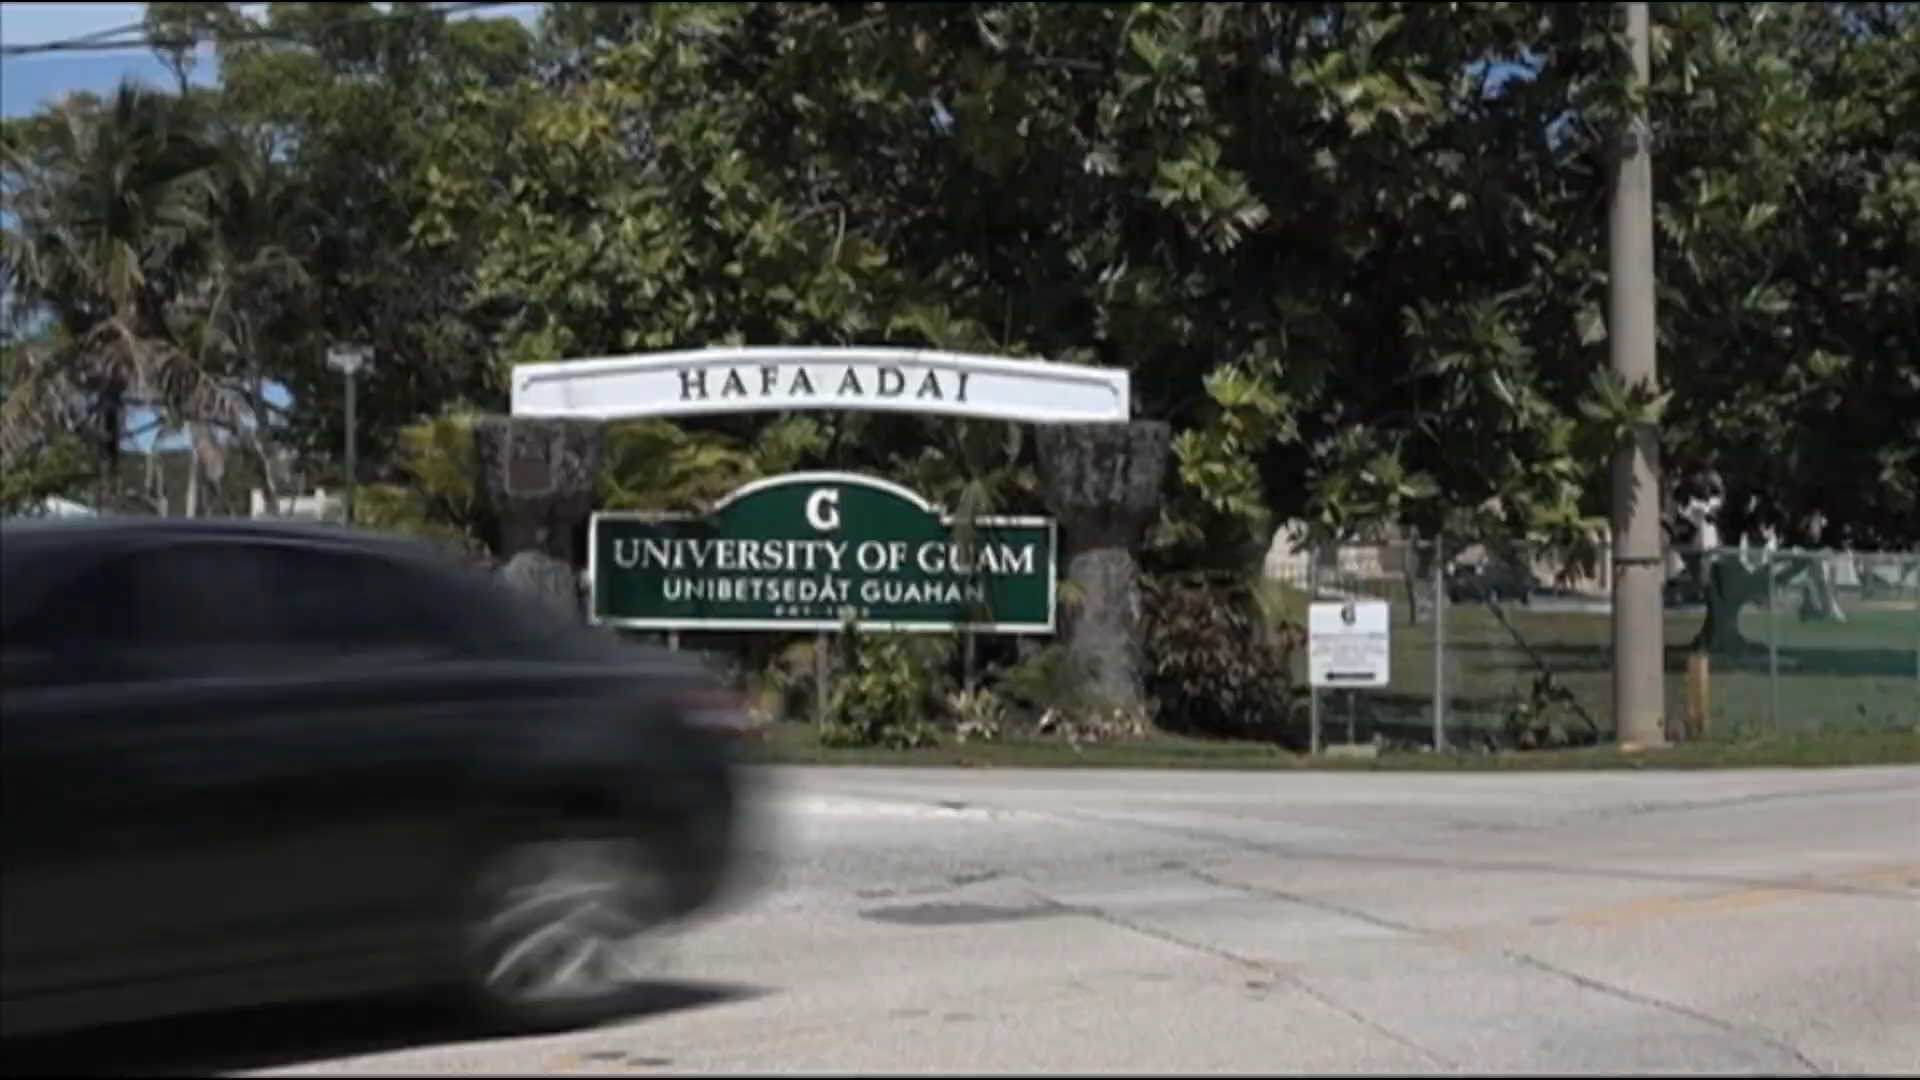 HAFA ADAI
G
UNIVERSITY OF GUAM
UNIBETSEDÅT GUAHAN
G